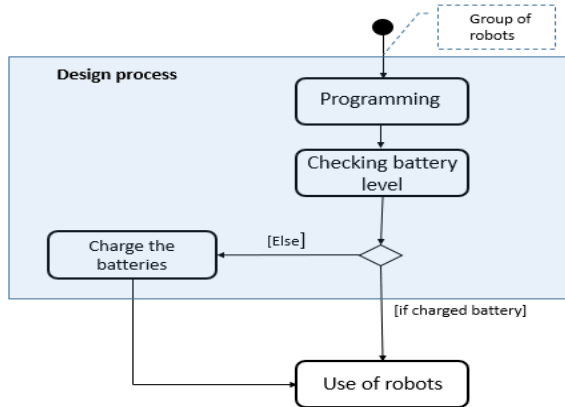 Group of
robots
Design process
Programming
Checking battery
level
[Else]
Charge the
batteries
[if charged battery]
Use of robots